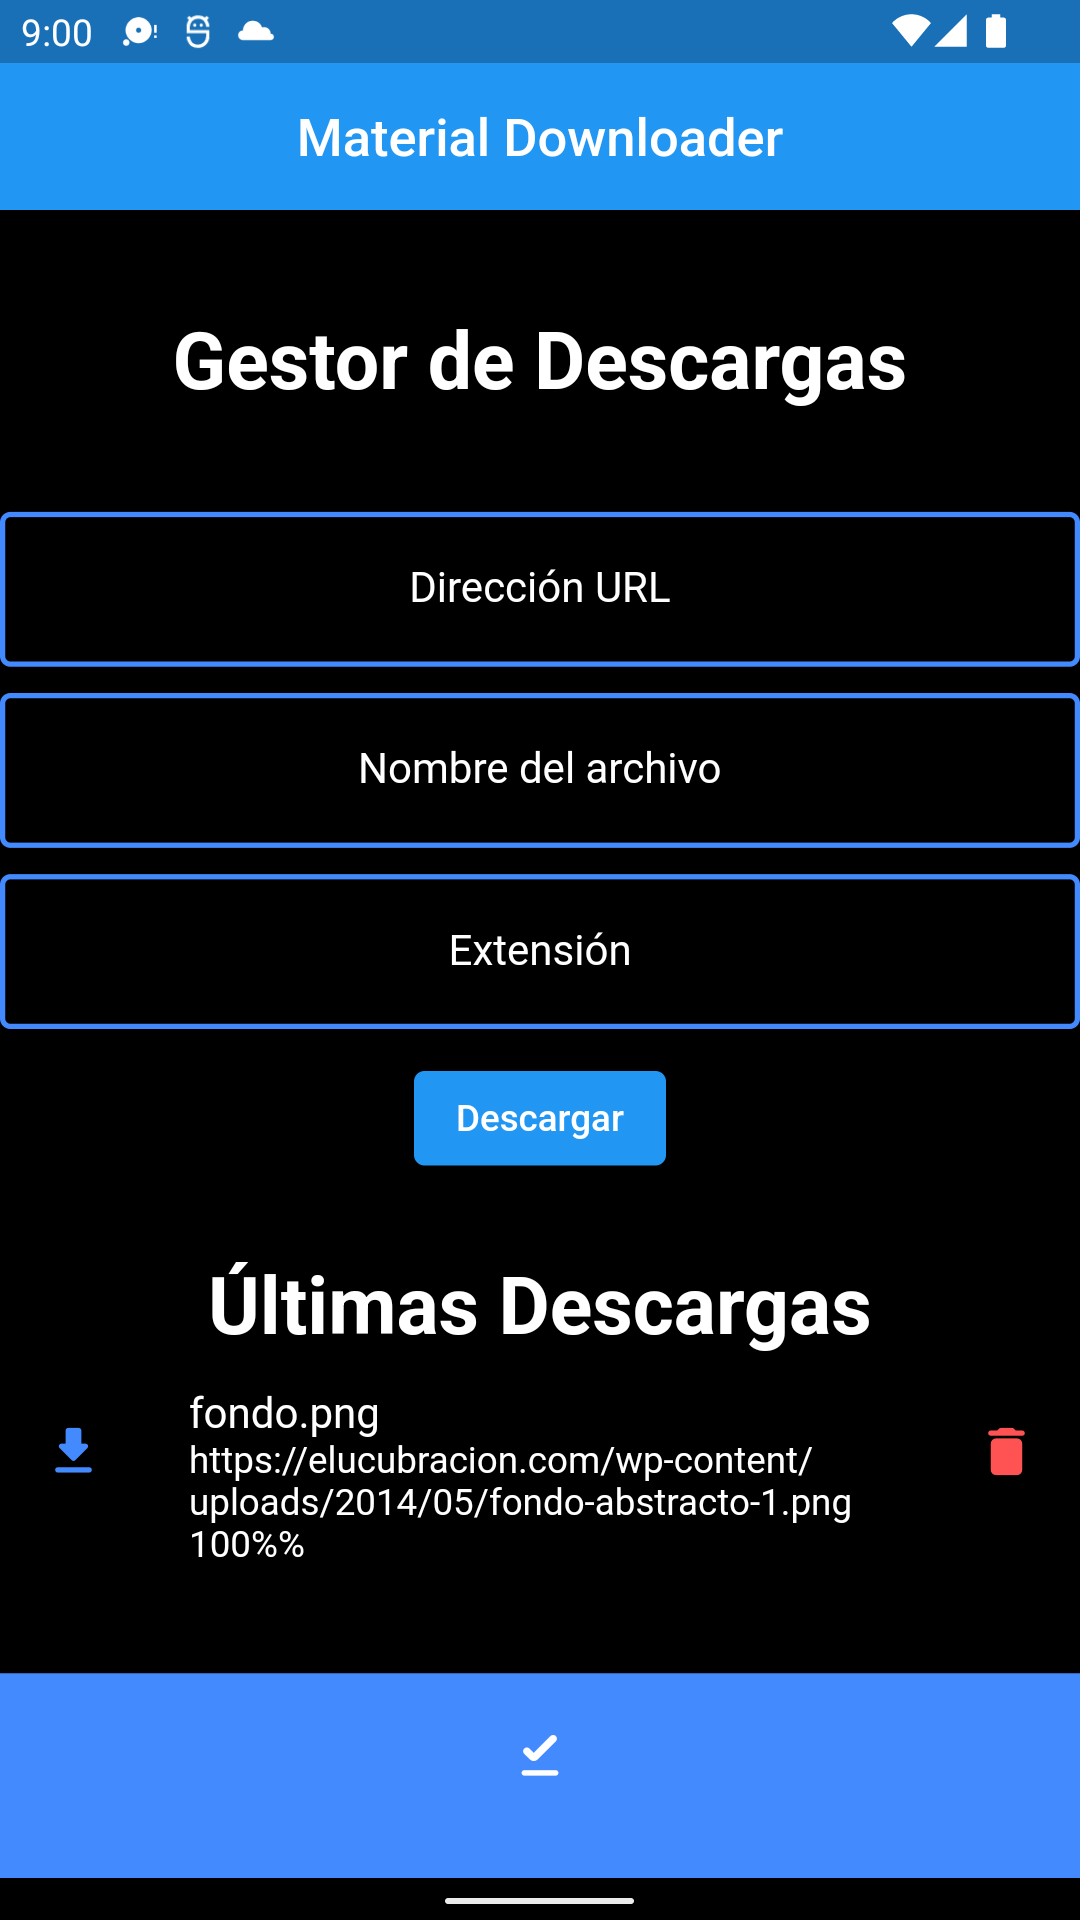 9:00
Material Downloader
Gestor de Descargas
Dirección URL
Nombre del archivo
Extensión
Descargar
Últimas Descargas
fondo.png
https://elucubracion.com/wp-content/
uploads/2014/05/fondo-abstracto-1.png
100%%